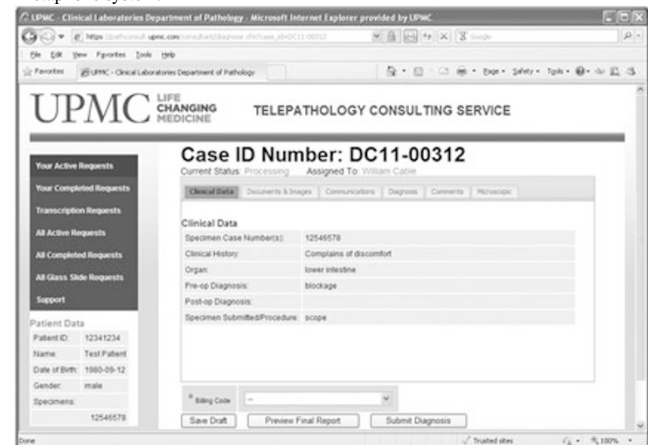 UPMC - Clinical Laboratories Department of Pathology - Microsoft Internet Explorer provided by UPMC
Google
File Edit View Favorites Tools Help
Favorites UPMC - Clinical Laboratories Department of Pathology Page Safety Tools
UPMC LIFE CHANGING MEDICINE
TELEPATHOLOGY CONSULTING SERVICE
Case ID Number: DC11-00312
Current Status: Processing Assigned To: William Cable
Your Active Requests
Your Completed Requests
Transcription Requests
All Active Requests
All Completed Requests
All Glass Slide Requests
Support
Clinical Data Documents & Images Communications Diagnosis Comments Microscopic
Clinical Data
Specimen Case Number(s): 12546578
Clinical History: Complains of discomfort
Organ: lower intestine
Pre-op Diagnosis: blockage
Post-op Diagnosis:
Specimen Submitted/Procedure: scope
Patient Data
Patient ID: 12341234
Name: Test Patient
Date of Birth: 1980-09-12
Gender: male
Specimens:
12546578
* Billing Code --
Save Draft Preview Final Report Submit Diagnosis
Done Trusted sites 100%